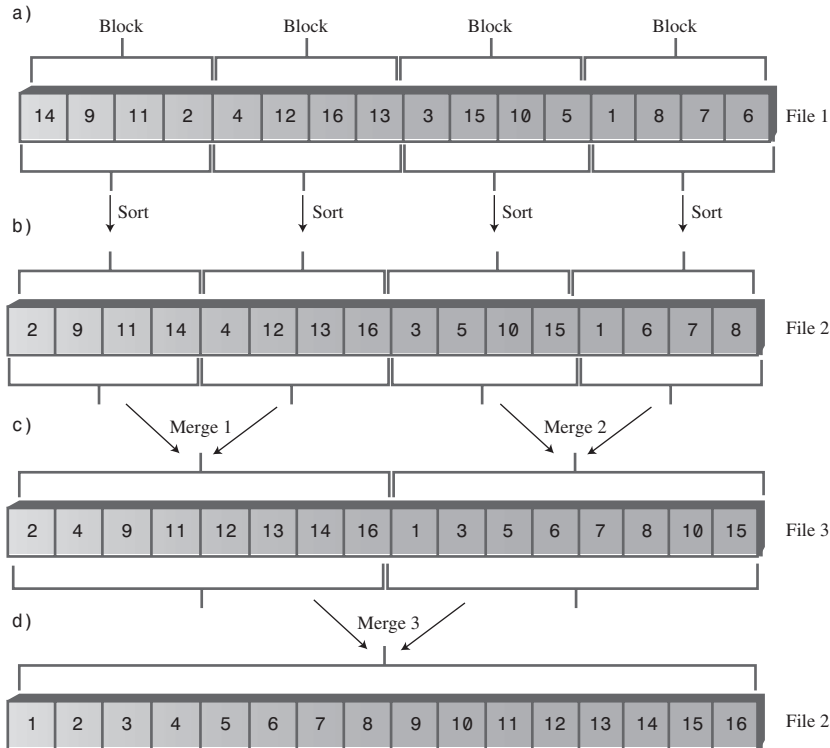 a)
Block Block Block Block
14 9 11 2 4 12 16 13 3 15 10 5 1 8 7 6 File 1
Sort Sort Sort Sort
b)
2 9 11 14 4 12 13 16 3 5 10 15 1 6 7 8 File 2
Merge 1 Merge 2
c)
2 4 9 11 12 13 14 16 1 3 5 6 7 8 10 15 File 3
Merge 3
d)
1 2 3 4 5 6 7 8 9 10 11 12 13 14 15 16 File 2